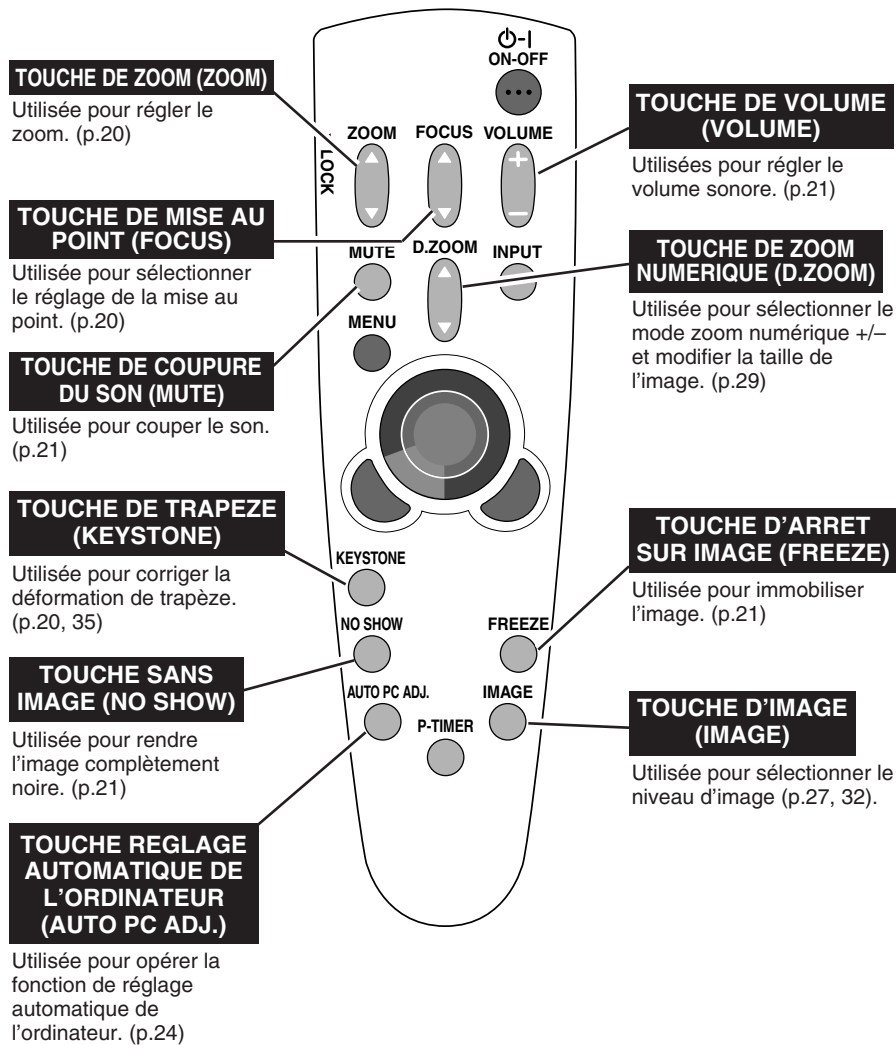 TOUCHE DE ZOOM (ZOOM)
Utilisée pour régler le
zoom. (p.20)
TOUCHE DE MISE AU
POINT (FOCUS)
Utilisée pour sélectionner
le réglage de la mise au
point. (p.20)
TOUCHE DE COUPURE
DU SON (MUTE)
Utilisée pour couper le son.
(p.21)
TOUCHE DE TRAPEZE
(KEYSTONE)
Utilisée pour corriger la
déformation de trapèze.
(p.20, 35)
TOUCHE SANS
IMAGE (NO SHOW)
Utilisée pour rendre
l'image complètement
noire. (p.21)
TOUCHE REGLAGE
AUTOMATIQUE DE
L'ORDINATEUR
(AUTO PC ADJ.)
Utilisée pour opérer la
fonction de réglage
automatique de
l'ordinateur. (p.24)
ON-OFF
ZOOM FOCUS VOLUME
LOCK
MUTE D.ZOOM INPUT
MENU
KEYSTONE
NO SHOW FREEZE
AUTO PC ADJ. IMAGE
P-TIMER
TOUCHE DE VOLUME
(VOLUME)
Utilisées pour régler le
volume sonore. (p.21)
TOUCHE DE ZOOM
NUMERIQUE (D.ZOOM)
Utilisée pour sélectionner le
mode zoom numérique +/–
et modifier la taille de
l'image. (p.29)
TOUCHE D'ARRET
SUR IMAGE (FREEZE)
Utilisée pour immobiliser
l'image. (p.21)
TOUCHE D'IMAGE
(IMAGE)
Utilisée pour sélectionner le
niveau d'image (p.27, 32).